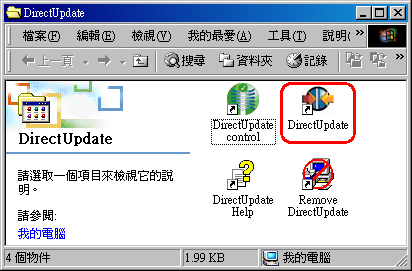 DirectUpdate
檔案(F) 編輯(E) 檢視(V) 我的最愛(A) 工具(T) 說明( »
上一頁 搜尋 資料夾 記錄 »
DirectUpdate
請選取一個項目來檢視它的說
明。
請參閱:
我的電腦
DirectUpdate
control
DirectUpdate
DirectUpdate
Help
Remove
DirectUpdate
4 個物件 1.99 KB 我的電腦